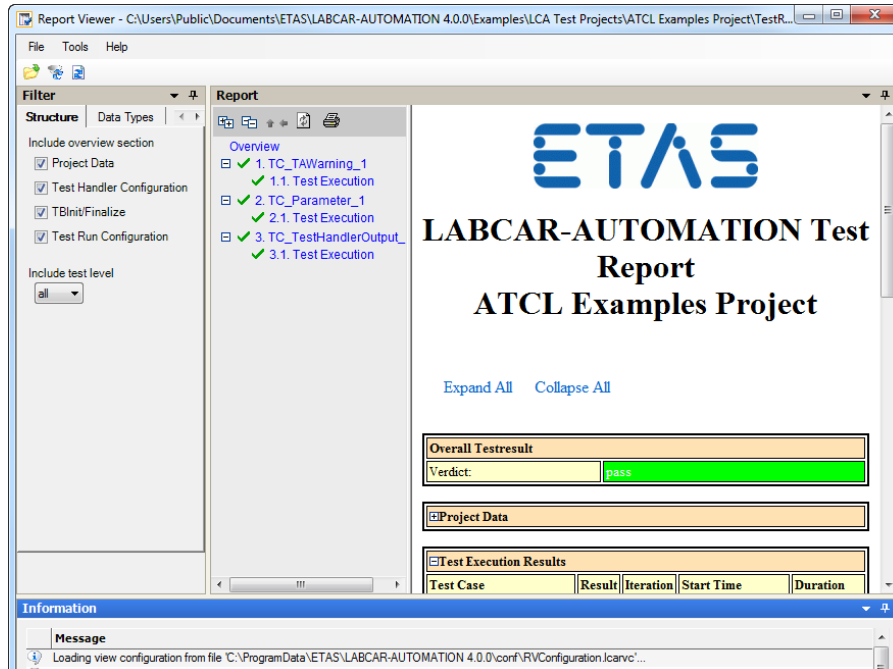 Report Viewer - C:\Users\Public\Documents\ETAS\LABCAR-AUTOMATION 4.0.0\Examples\LCA Test Projects\ATCL Examples Project\TestR...
File Tools Help
Filter
Structure Data Types
Include overview section
Project Data
Test Handler Configuration
TBInit/Finalize
Test Run Configuration
Include test level
all
Report
Overview
1. TC_TAWarning_1
1.1. Test Execution
2. TC_Parameter_1
2.1. Test Execution
3. TC_TestHandlerOutput_
3.1. Test Execution
ETAS
LABCAR-AUTOMATION Test
Report
ATCL Examples Project
Expand All Collapse All
Overall Testresult
Verdict: pass
Project Data
Test Execution Results
Test Case Result Iteration Start Time Duration
Information
Message
Loading view configuration from file 'C:\ProgramData\ETAS\LABCAR-AUTOMATION 4.0.0\conf\RVConfiguration.lcarvc'...